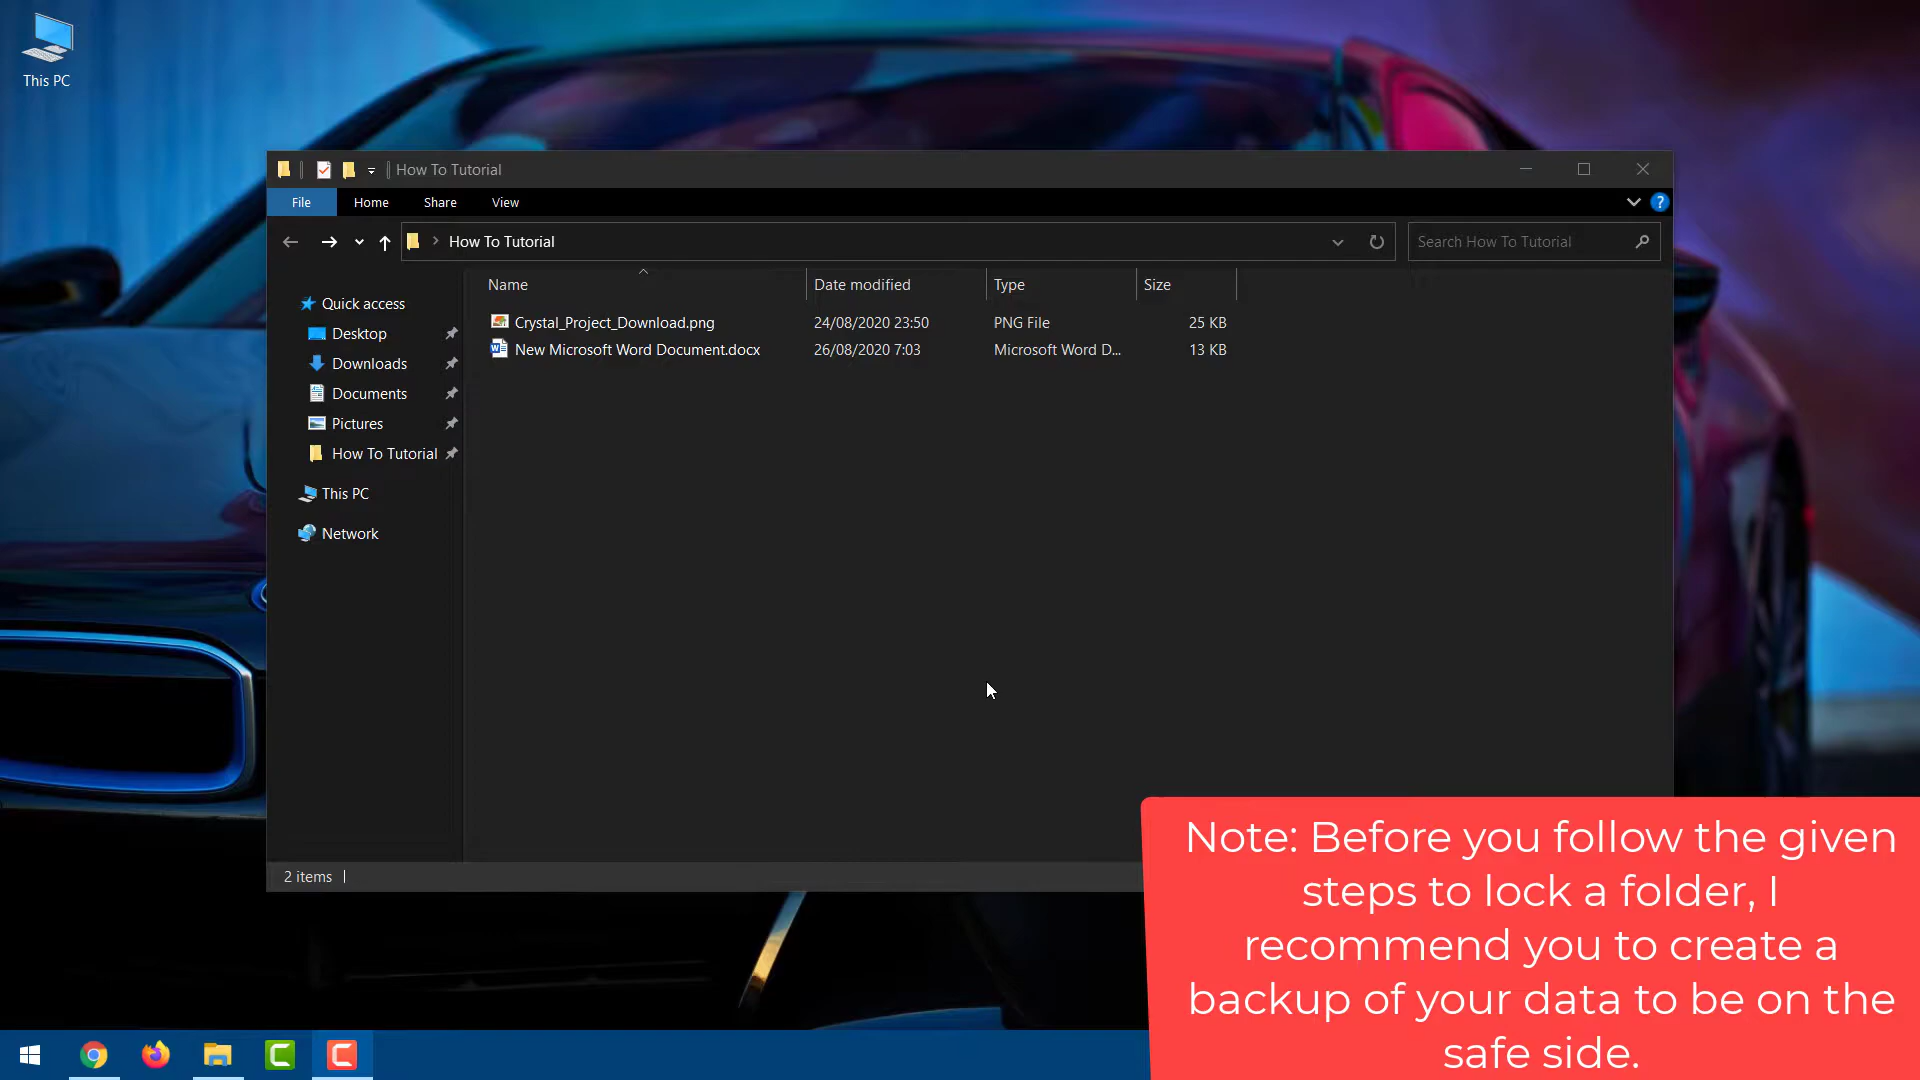 This PC
How To Tutorial
File Home Share View
?
How To Tutorial
Search How To Tutorial
Name Date modified Type Size
Quick access
Crystal_Project_Download.png 24/08/2020 23:50 PNG File 25 KB
Desktop
New Microsoft Word Document.docx 26/08/2020 7:03 Microsoft Word D... 13 KB
Downloads
Documents
Pictures
How To Tutorial
This PC
Network
2 items
Note: Before you follow the given
steps to lock a folder, I
recommend you to create a
backup of your data to be on the
safe side.